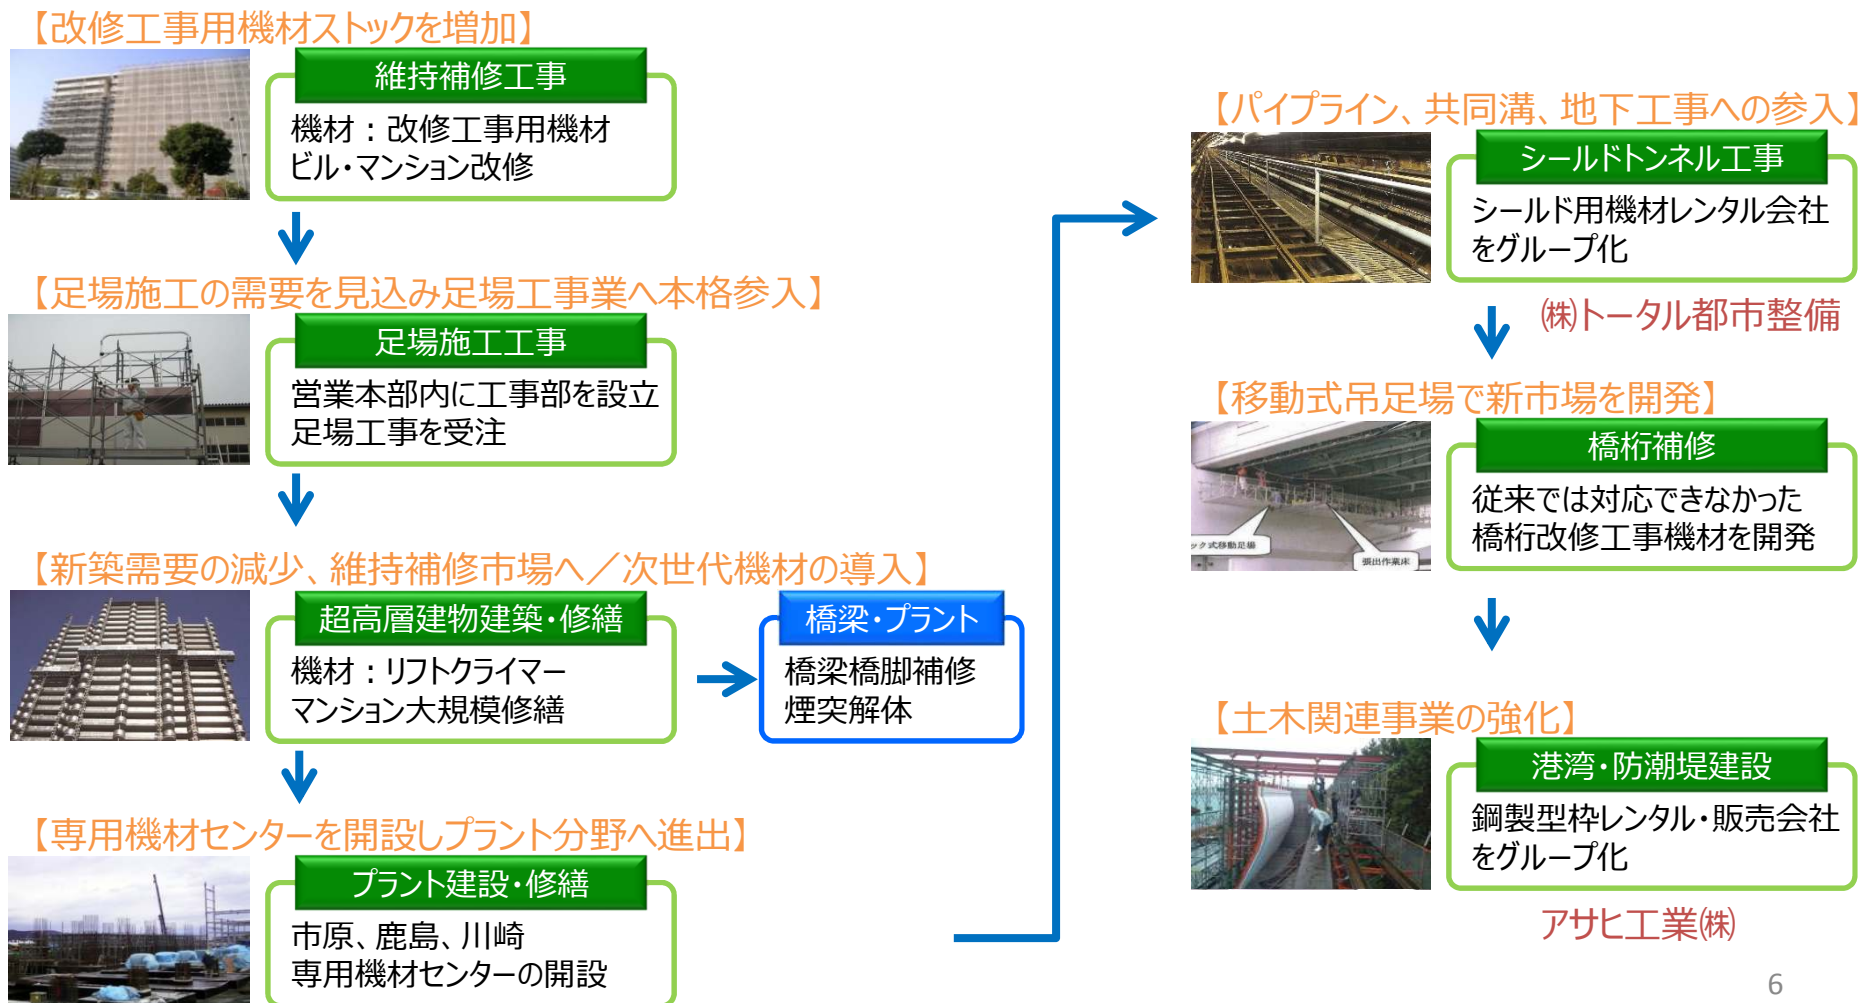 【改修工事用機材ストックを増加】
維持補修工事
機材：改修工事用機材
ビル・マンション改修
【足場施工の需要を見込み足場工事業へ本格参入】
足場施工工事
営業本部内に工事部を設立
足場工事を受注
【新築需要の減少、維持補修市場へ／次世代機材の導入】
超高層建物建築・修繕
機材：リフトクライマー
マンション大規模修繕
橋梁・プラント
橋梁橋脚補修
煙突解体
【専用機材センターを開設しプラント分野へ進出】
プラント建設・修繕
市原、鹿島、川崎
専用機材センターの開設
【パイプライン、共同溝、地下工事への参入】
シールドトンネル工事
シールド用機材レンタル会社
をグループ化
㈱トータル都市整備
【移動式吊足場で新市場を開発】
橋桁補修
従来では対応できなかった
橋桁改修工事機材を開発
ック式移動足場
張出作業床
【土木関連事業の強化】
港湾・防潮堤建設
鋼製型枠レンタル・販売会社
をグループ化
アサヒ工業㈱
6